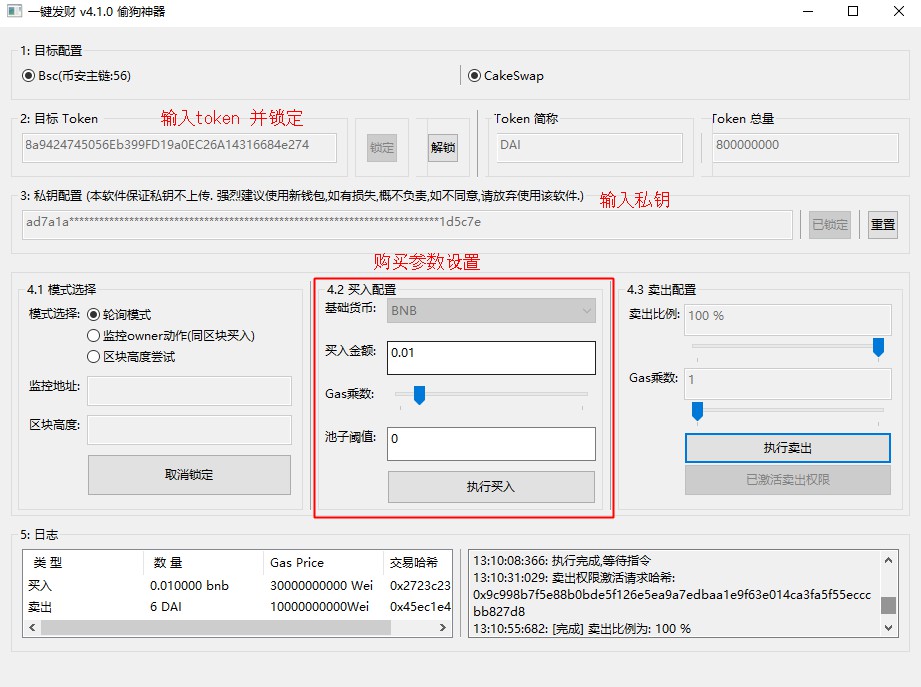 一键发财 v4.1.0 偷狗神器
1: 目标配置
Bsc(币安主链:56)
CakeSwap
2: 目标 Token
输入token 并锁定
8a9424745056Eb399FD19a0EC26A14316684e274
锁定
解锁
Token 简称
DAI
Token 总量
800000000
3: 私钥配置 (本软件保证私钥不上传. 强烈建议使用新钱包,如有损失,概不负责,如不同意,请放弃使用该软件.)
输入私钥
ad7a1a**********************************************************************1d5c7e
已锁定
重置
购买参数设置
4.1 模式选择
模式选择:
轮询模式
监控owner动作(同区块买入)
区块高度尝试
监控地址:
区块高度:
取消锁定
4.2 买入配置
基础货币:
BNB
买入金额:
0.01
Gas乘数:
池子阈值:
0
执行买入
4.3 卖出配置
卖出比例:
100 %
Gas乘数:
1
执行卖出
已激活卖出权限
5: 日志
类 型 数 量 Gas Price 交易哈希
买入 0.010000 bnb 30000000000 Wei 0x2723c23
卖出 6 DAI 10000000000Wei 0x45ec1e4
13:10:08:366: 执行完成,等待指令
13:10:31:029: 卖出权限激活请求哈希:
0x9c998b7f5e88b0bde5f126e5ea9a7edbaa1e9f63e014ca3fa5f55eccc
bb827d8
13:10:55:682: [完成] 卖出比例为: 100 %